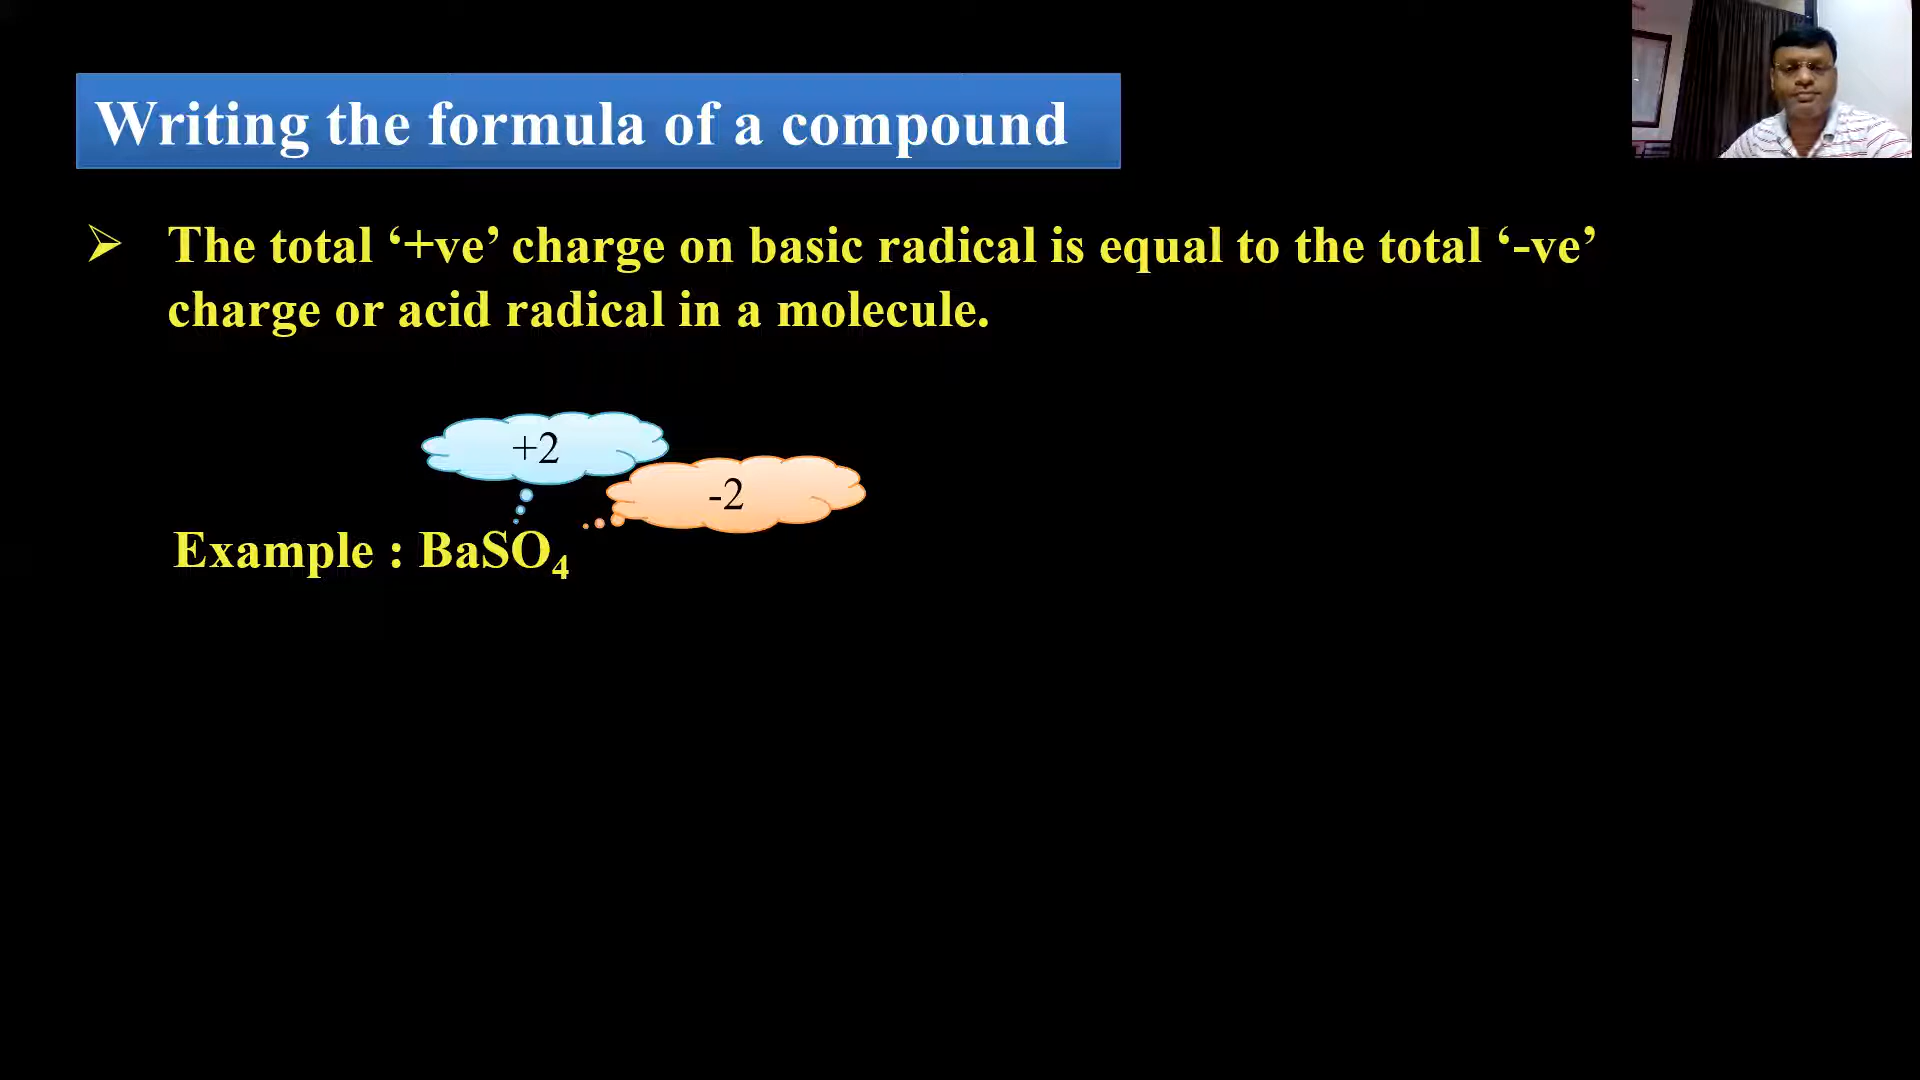 Writing the formula of a compound
➢ The total ‘+ve’ charge on basic radical is equal to the total ‘-ve’
charge or acid radical in a molecule.
+2
-2
Example : BaSO₄